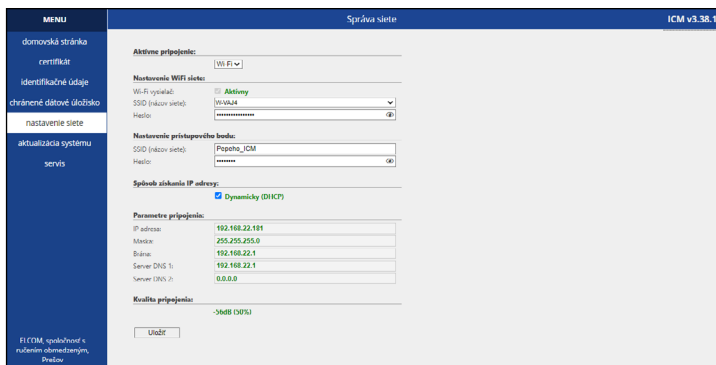 MENU
Správa siete
ICM v3.38.1
domovská stránka
certifikát
identifikačné údaje
chránené dátové úložisko
nastavenie siete
aktualizácia systému
servis
Aktívne pripojenie:
Wi-Fi
Nastavenie WiFi siete:
Wi-Fi vysielač:
Aktívny
SSID (názov siete):
W-VAJ4
Heslo:
••••••••••••••••
Nastavenie prístupového bodu:
SSID (názov siete):
Popoho_ICM
Heslo:
••••••••
Spôsob získania IP adresy:
Dynamicky (DHCP)
Parametre pripojenia:
IP adresa:
192.168.22.181
Maska:
255.255.255.0
Brána:
192.168.22.1
Server DNS 1:
192.168.22.1
Server DNS 2:
0.0.0.0
Kvalita pripojenia:
-56dB (50%)
Uložiť
ELCOM, spoločnosť s
ručením obmedzeným,
Prešov